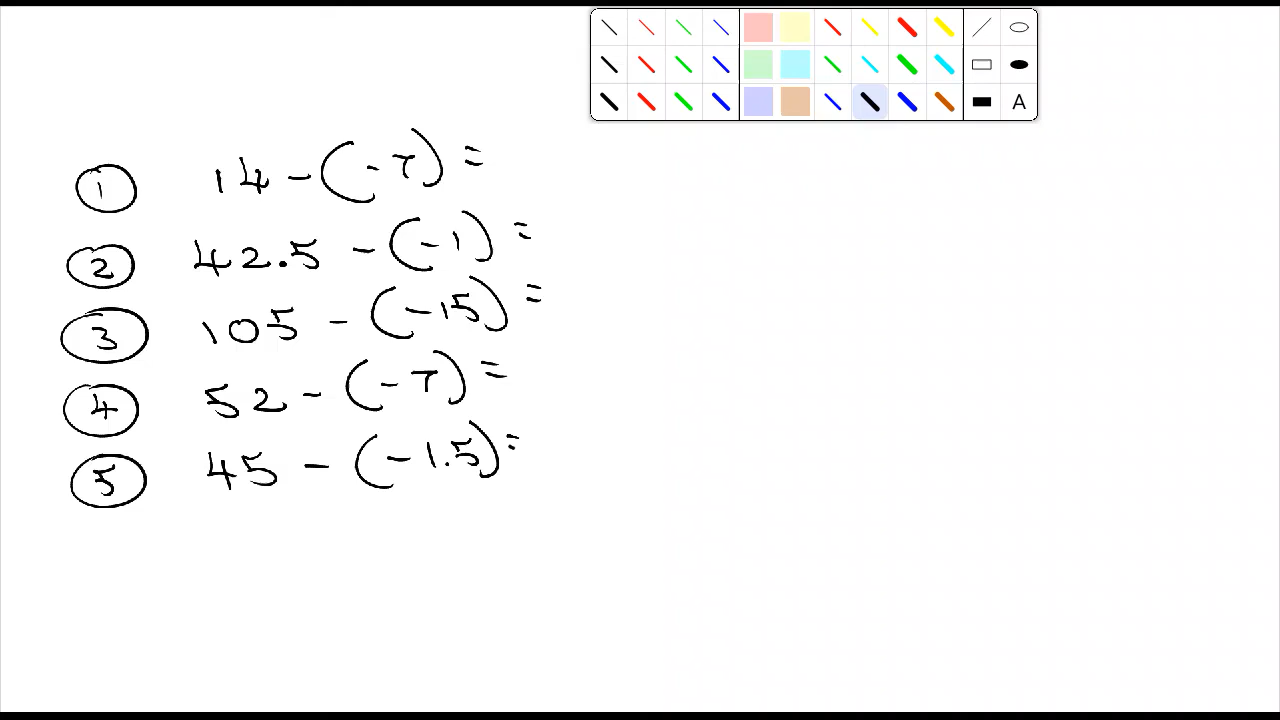 A
① 14 - (-7) =
② 42.5 - (-1) =
③ 105 - (-15) =
④ 52 - (-7) =
⑤ 45 - (-1.5) =